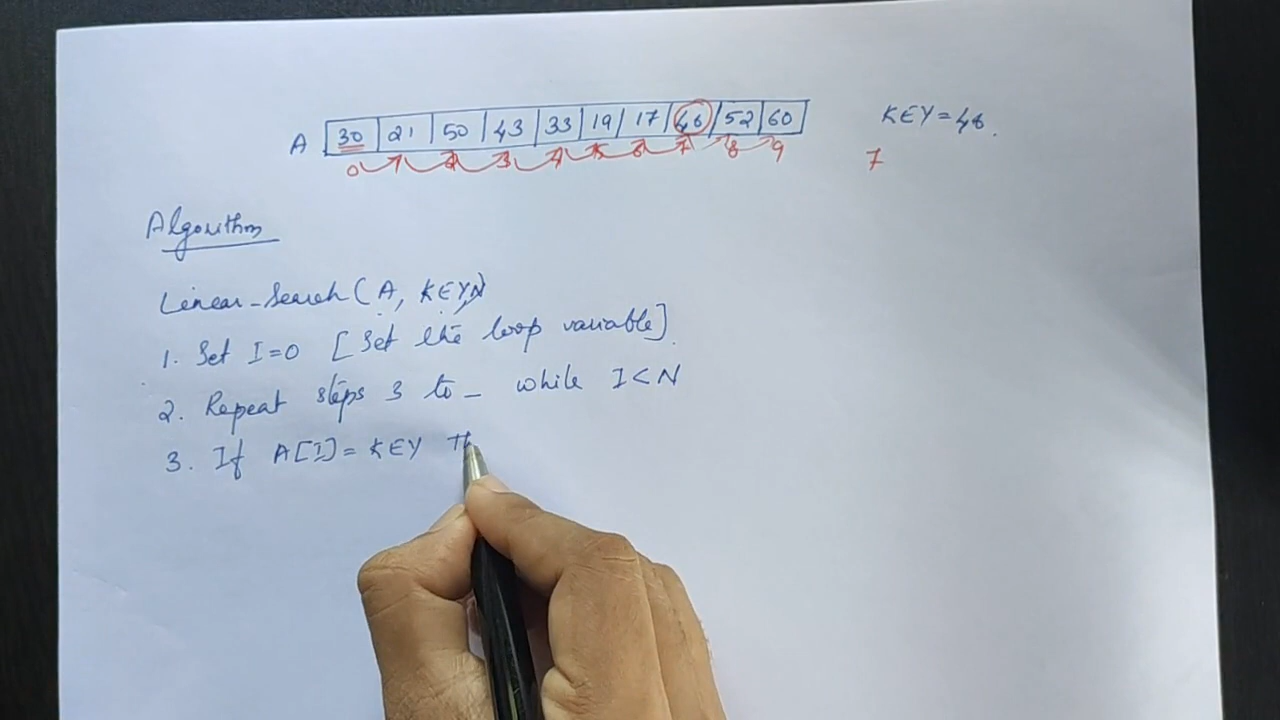 A 30 21 50 43 33 19 17 46 52 60 KEY = 46.
0 1 2 3 4 5 6 7 8 9 7
Algorithm
Linear-Search (A, KEY,N)
1. Set I=0 [Set the loop variable].
2. Repeat steps 3 to _ while I < N
3. If A[I] = KEY Th